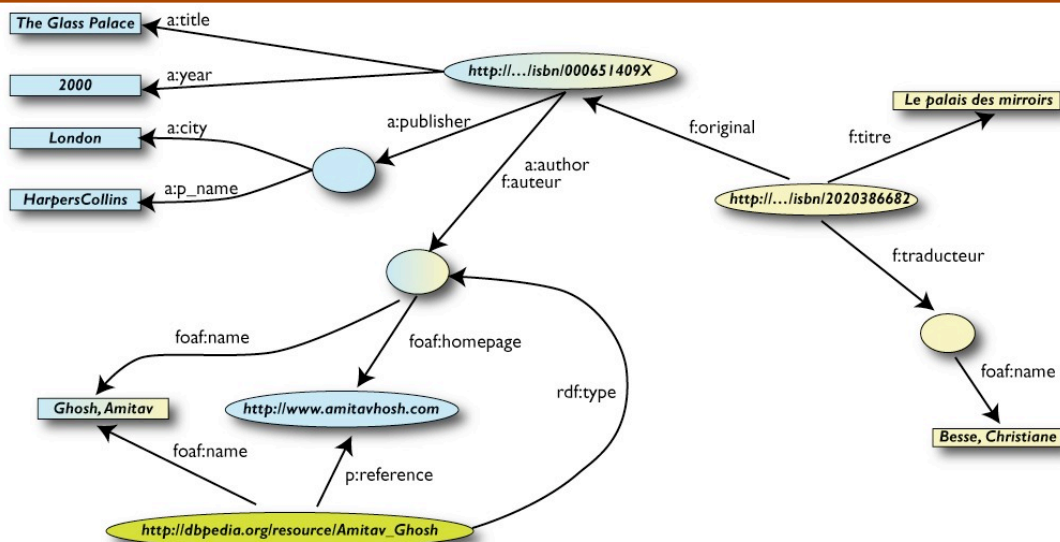 The Glass Palace
a:title
http://.../isbn/000651409X
2000
a:year
Le palais des mirroirs
London
a:city
a:publisher
f:original
f:titre
a:author
f:auteur
HarpersCollins
a:p_name
http://.../isbn/2020386682
f:traducteur
foaf:name
foaf:homepage
foaf:name
rdf:type
Ghosh, Amitav
http://www.amitavhosh.com
Besse, Christiane
foaf:name
p:reference
http://dbpedia.org/resource/Amitav_Ghosh